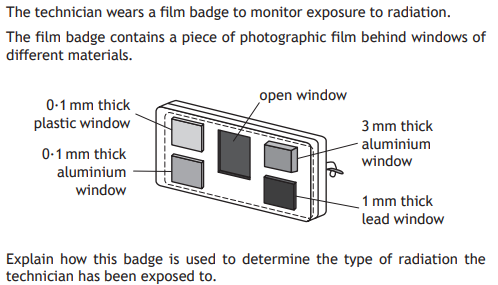 The technician wears a film badge to monitor exposure to radiation.
The film badge contains a piece of photographic film behind windows of
different materials.
open window
0·1 mm thick
plastic window
3 mm thick
aluminium
window
0·1 mm thick
aluminium
window
1 mm thick
lead window
Explain how this badge is used to determine the type of radiation the
technician has been exposed to.